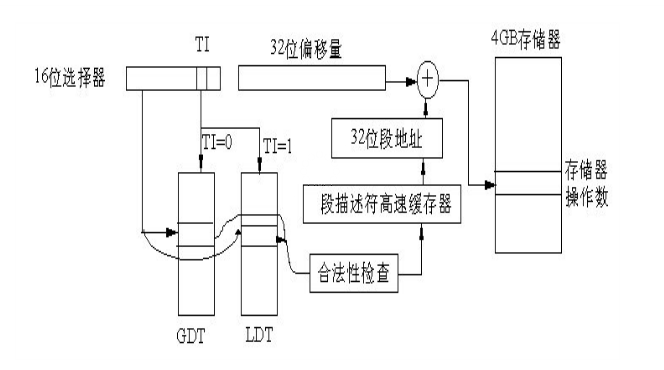 4GB存储器
TI
32位偏移量
16位选择器
+
TI=0
TI=1
32位段地址
段描述符高速缓存器
存储器
操作数
合法性检查
GDT
LDT